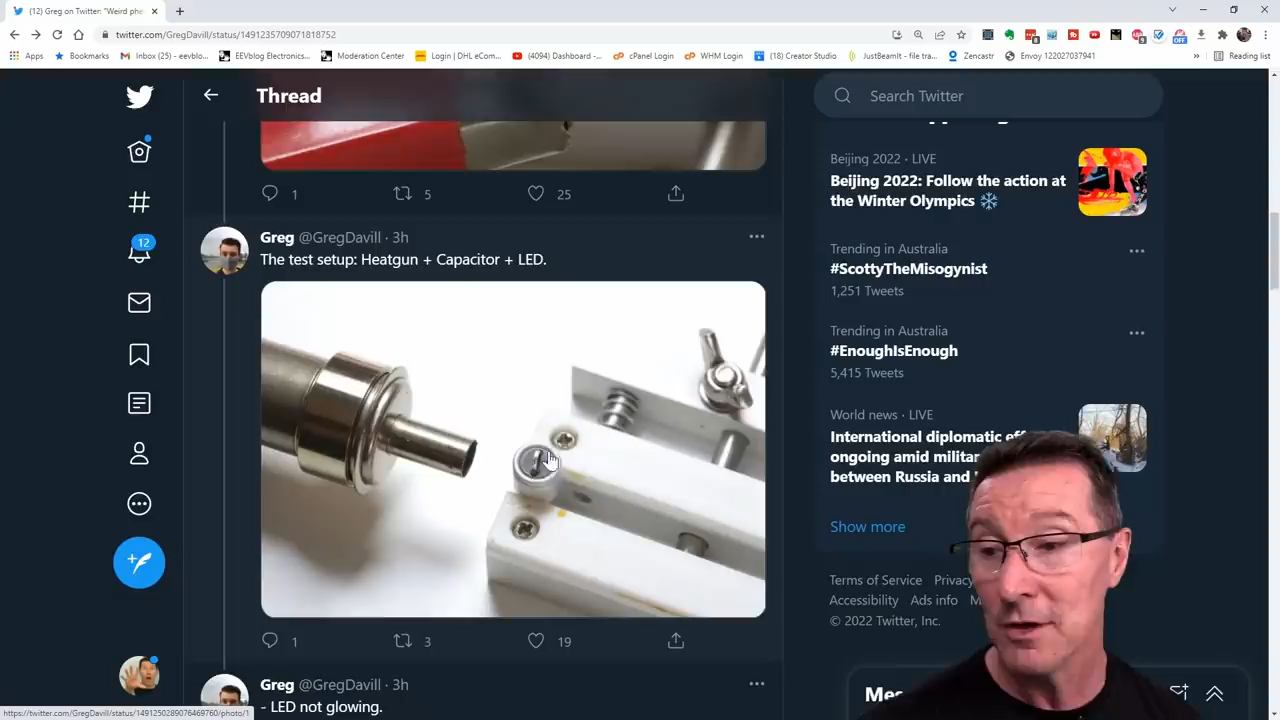 (12) Greg on Twitter: "Weird phe
twitter.com/GregDavill/status/1491235709071818752
Apps
Bookmarks
Inbox (25) - eevblo...
EEVblog Electronics...
Moderation Center
Login | DHL eCom...
(4094) Dashboard -...
cPanel Login
WHM Login
(18) Creator Studio
JustBeamIt - file tra...
Zencastr
Envoy 122027037941
Reading list
Thread
Search Twitter
1
5
25
Beijing 2022 · LIVE
Beijing 2022: Follow the action at
the Winter Olympics
Greg @GregDavill · 3h
The test setup: Heatgun + Capacitor + LED.
12
Trending in Australia
#ScottyTheMisogynist
1,251 Tweets
Trending in Australia
#EnoughIsEnough
5,415 Tweets
World news · LIVE
International diplomatic eff
ongoing amid militar
between Russia and
Show more
Terms of Service Privacy
Accessibility Ads info
© 2022 Twitter, Inc.
1
3
19
Greg @GregDavill · 3h
- LED not glowing.
Mes
https://twitter.com/GregDavill/status/1491250289076469760/photo/1